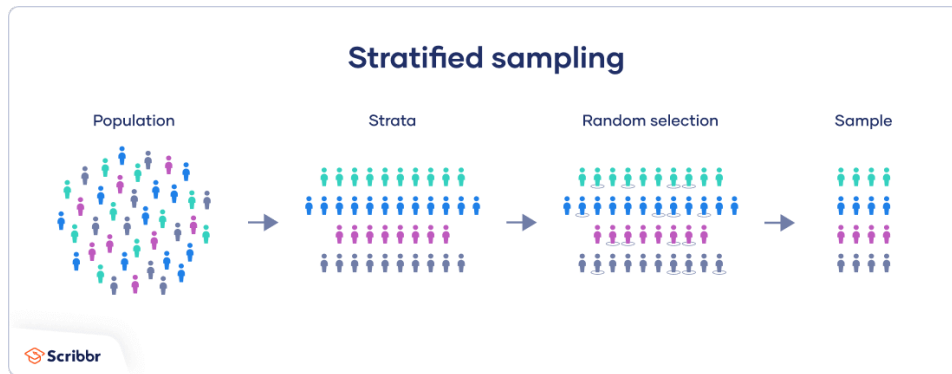 Stratified sampling
Population
Strata
Random selection
Sample
Scribbr